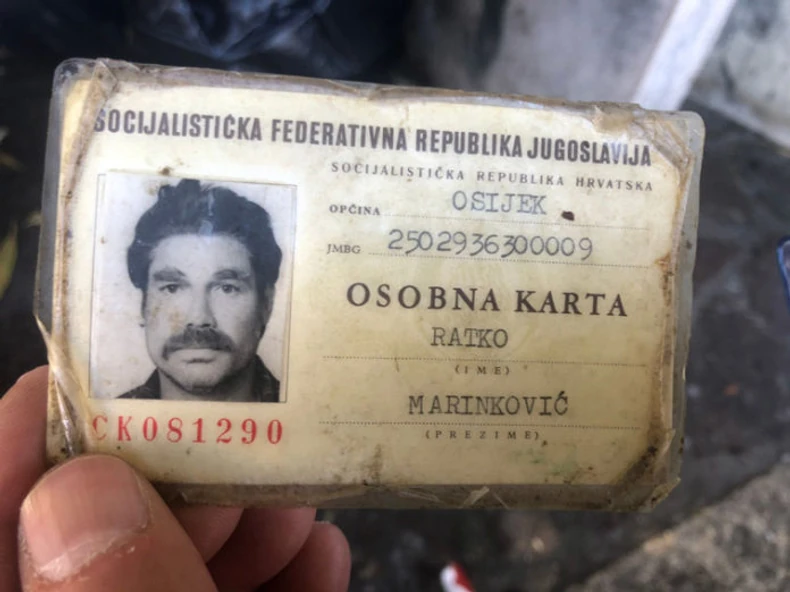 SOCIJALISTIČKA FEDERATIVNA REPUBLIKA JUGOSLAVIJA
SOCIJALISTIČKA REPUBLIKA HRVATSKA
OPĆINA OSIJEK
JMBG 2502936300009
OSOBNA KARTA
RATKO
(IME)
MARINKOVIĆ
(PREZIME)
CK081290